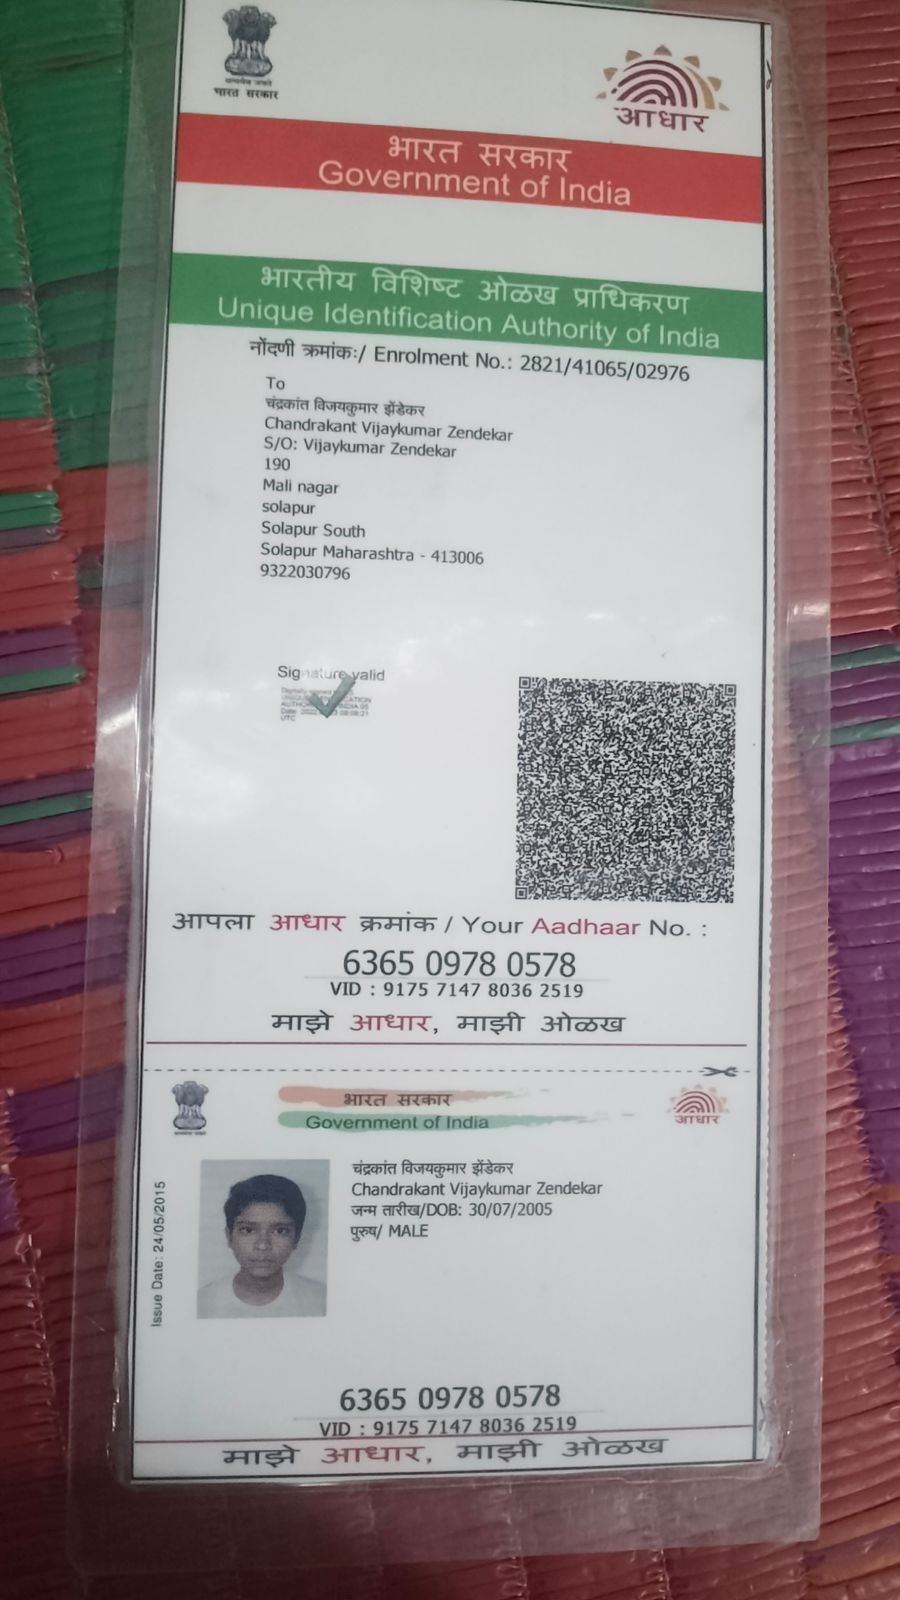 भारत सरकार
आधार
भारत सरकार
Government of India
भारतीय विशिष्ट ओळख प्राधिकरण
Unique Identification Authority of India
नोंदणी क्रमांक:/ Enrolment No.: 2821/41065/02976
To
चंद्रकांत विजयकुमार झेंडेकर
Chandrakant Vijaykumar Zendekar
S/O: Vijaykumar Zendekar
190
Mali nagar
solapur
Solapur South
Solapur Maharashtra - 413006
9322030796
Signature valid
आपला आधार क्रमांक / Your Aadhaar No. :
6365 0978 0578
VID : 9175 7147 8036 2519
माझे आधार, माझी ओळख
भारत सरकार
Government of India
आधार
Issue Date: 24/05/2015
चंद्रकांत विजयकुमार झेंडेकर
Chandrakant Vijaykumar Zendekar
जन्म तारीख/DOB: 30/07/2005
पुरुष/ MALE
6365 0978 0578
VID : 9175 7147 8036 2519
माझे आधार, माझी ओळख